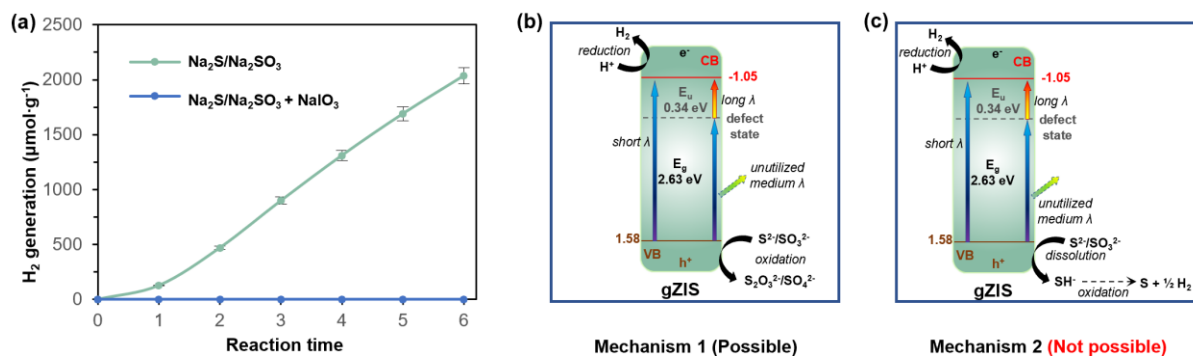 (a)
H₂ generation (μmol·g⁻¹)
2500
2000
1500
1000
500
0
Na₂S/Na₂SO₃
Na₂S/Na₂SO₃ + NaIO₃
0 1 2 3 4 5 6
Reaction time
(b)
H₂
reduction
H⁺
e⁻
CB
-1.05
Eᵤ
0.34 eV
long λ
defect
state
short λ
E_g
2.63 eV
unutilized
medium λ
1.58
VB
h⁺
S²⁻/SO₃²⁻
oxidation
S₂O₃²⁻/SO₄²⁻
gZIS
Mechanism 1 (Possible)
(c)
H₂
reduction
H⁺
e⁻
CB
-1.05
Eᵤ
0.34 eV
long λ
defect
state
short λ
E_g
2.63 eV
unutilized
medium λ
1.58
VB
h⁺
S²⁻/SO₃²⁻
dissolution
SH⁻ S + ½ H₂
oxidation
gZIS
Mechanism 2 (Not possible)